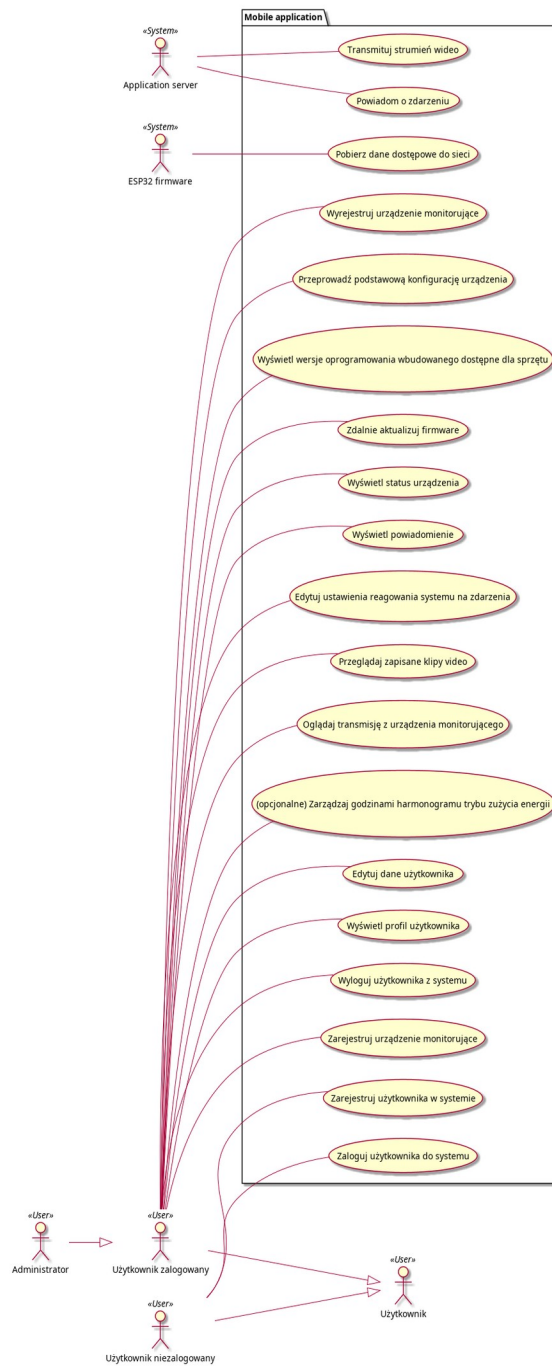 Mobile application
«System»
Application server
Transmituj strumień wideo
Powiadom o zdarzeniu
«System»
ESP32 firmware
Pobierz dane dostępowe do sieci
Wyrejestruj urządzenie monitorujące
Przeprowadź podstawową konfigurację urządzenia
Wyświetl wersje oprogramowania wbudowanego dostępne dla sprzętu
Zdalnie aktualizuj firmware
Wyświetl status urządzenia
Wyświetl powiadomienie
Edytuj ustawienia reagowania systemu na zdarzenia
Przeglądaj zapisane klipy video
Oglądaj transmisję z urządzenia monitorującego
(opcjonalne) Zarządzaj godzinami harmonogramu trybu zużycia energii
Edytuj dane użytkownika
Wyświetl profil użytkownika
Wyloguj użytkownika z systemu
Zarejestruj urządzenie monitorujące
Zarejestruj użytkownika w systemie
Zaloguj użytkownika do systemu
«User»
Administrator
«User»
Użytkownik zalogowany
«User»
Użytkownik
«User»
Użytkownik niezalogowany